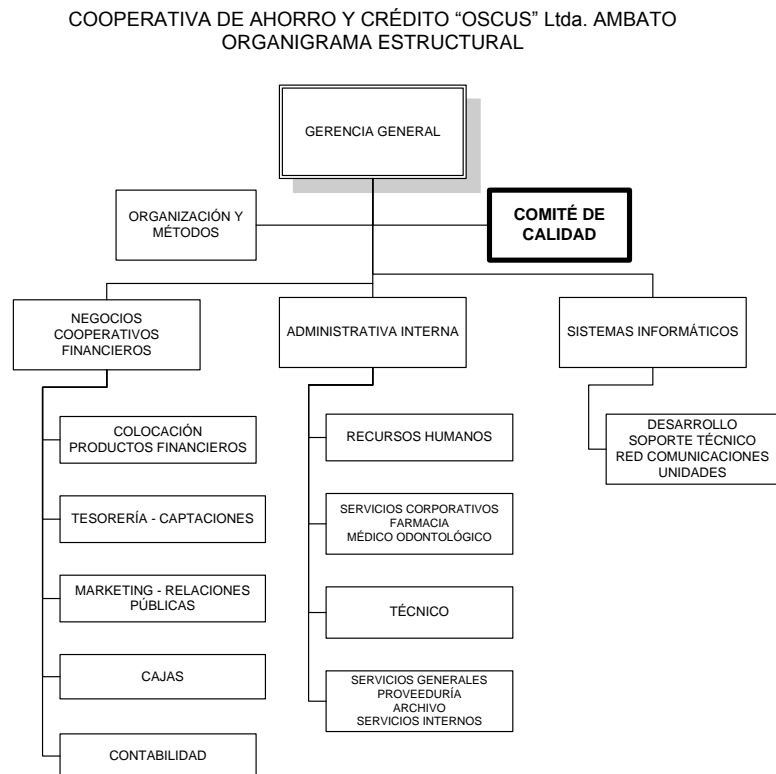 COOPERATIVA DE AHORRO Y CRÉDITO “OSCUS” Ltda. AMBATO
ORGANIGRAMA ESTRUCTURAL
GERENCIA GENERAL
ORGANIZACIÓN Y
MÉTODOS
COMITÉ DE
CALIDAD
NEGOCIOS
COOPERATIVOS
FINANCIEROS
ADMINISTRATIVA INTERNA
SISTEMAS INFORMÁTICOS
COLOCACIÓN
PRODUCTOS FINANCIEROS
TESORERÍA - CAPTACIONES
MARKETING - RELACIONES
PÚBLICAS
CAJAS
CONTABILIDAD
RECURSOS HUMANOS
SERVICIOS CORPORATIVOS
FARMACIA
MÉDICO ODONTOLÓGICO
TÉCNICO
SERVICIOS GENERALES
PROVEEDURÍA
ARCHIVO
SERVICIOS INTERNOS
DESARROLLO
SOPORTE TÉCNICO
RED COMUNICACIONES
UNIDADES